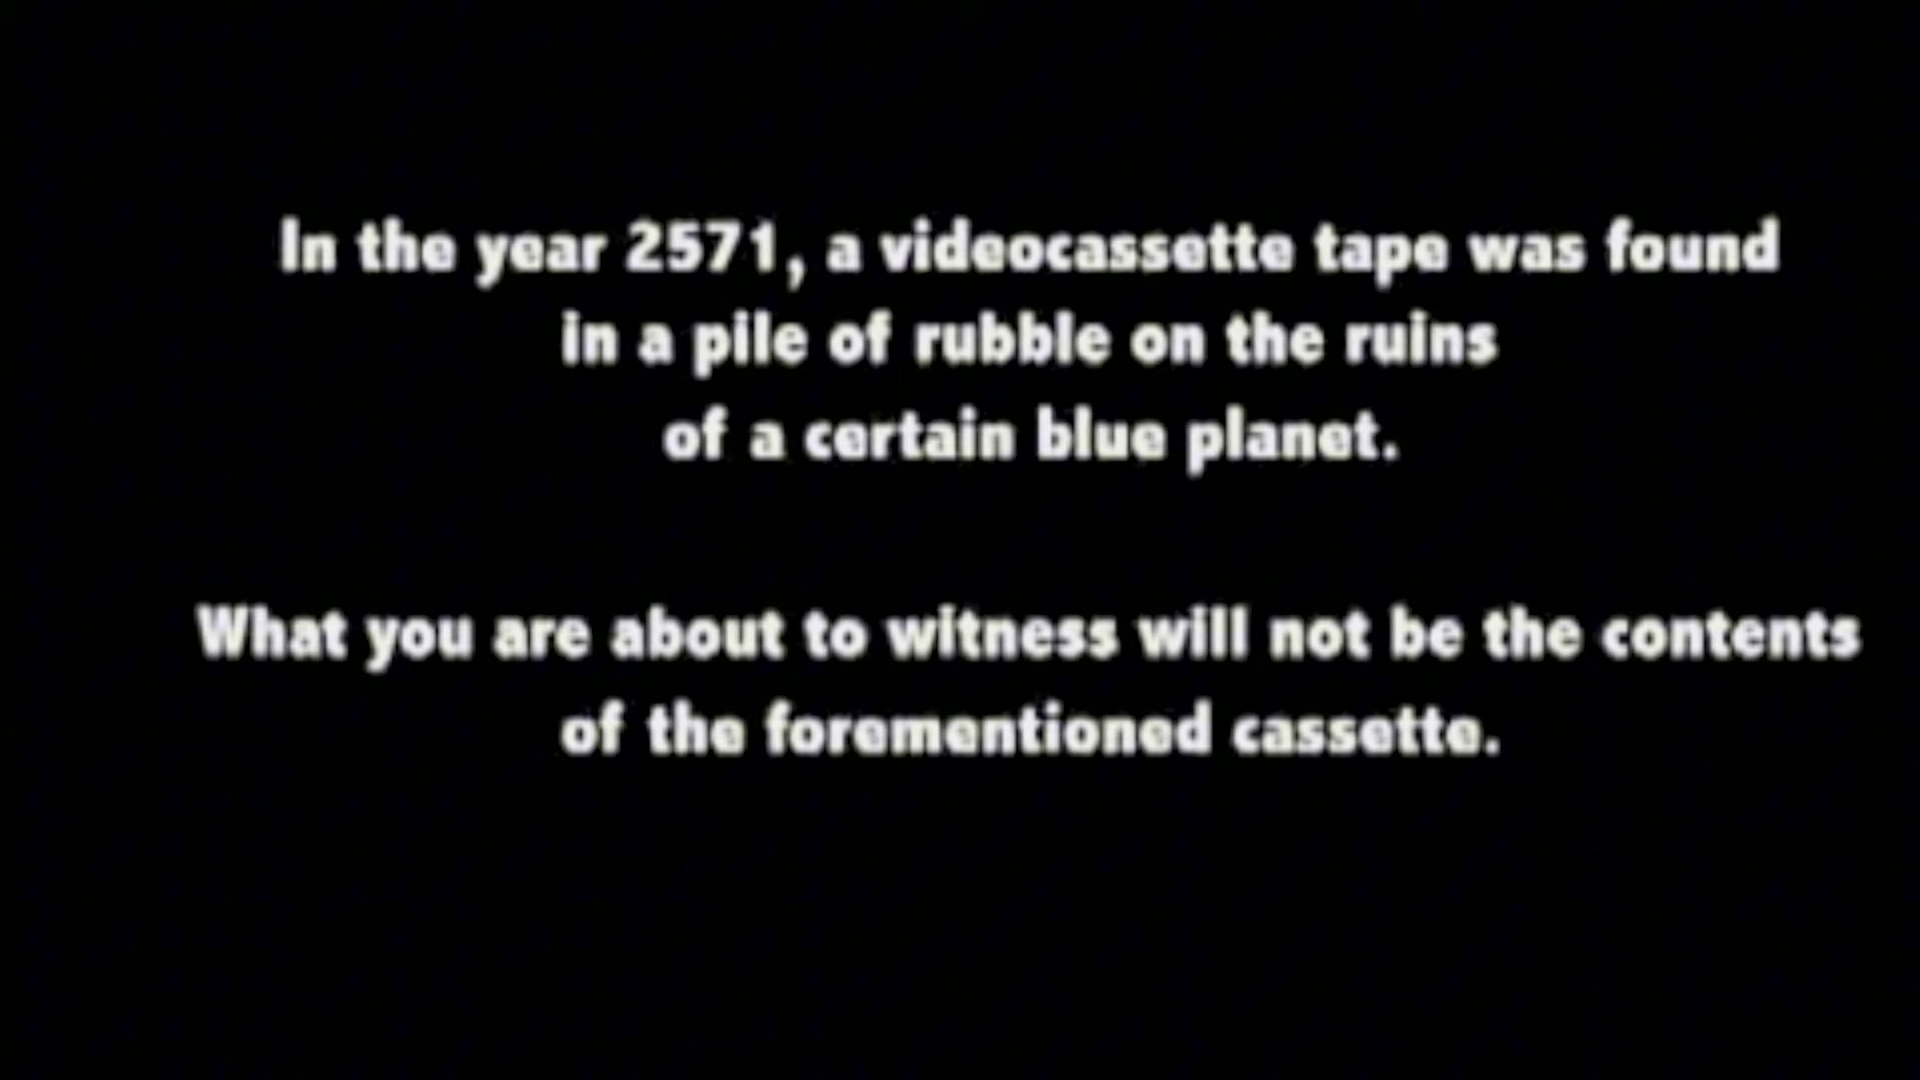 In the year 2571, a videocassette tape was found
in a pile of rubble on the ruins
of a certain blue planet.
What you are about to witness will not be the contents
of the forementioned cassette.